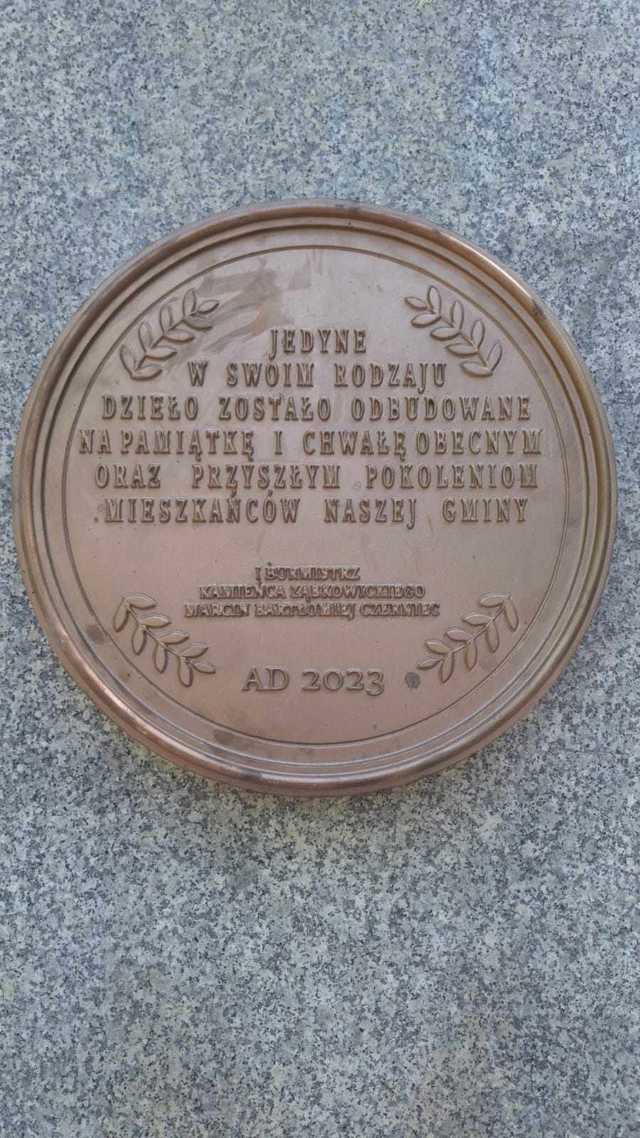 JEDYNE
W SWOIM RODZAJU
DZIEŁO ZOSTAŁO ODBUDOWANE
NA PAMIĄTKĘ I CHWAŁĘ OBECNYM
ORAZ PRZYSZŁYM POKOLENIOM
MIESZKAŃCÓW NASZEJ GMINY
I BURMISTRZ
KAMIEŃCA ZĄBKOWICKIEGO
MARCIN BARTŁOMIEJ CZERNIEC
AD 2023